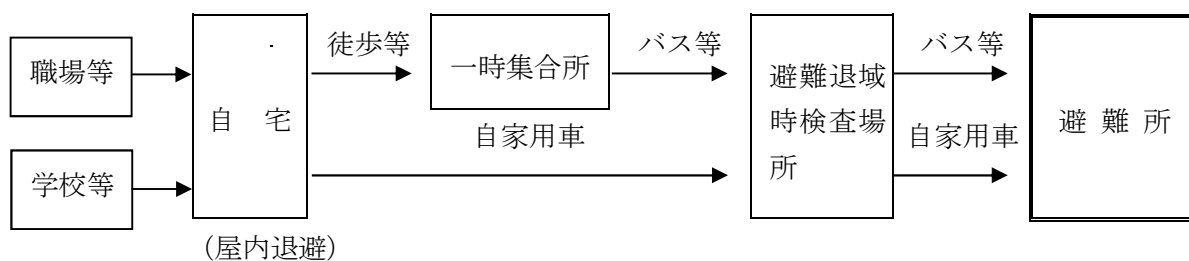 職場等
学校等
自 宅
(屋内退避)
徒歩等
一時集合所
バス等
自家用車
避難退域
時検査場
所
バス等
自家用車
避 難 所